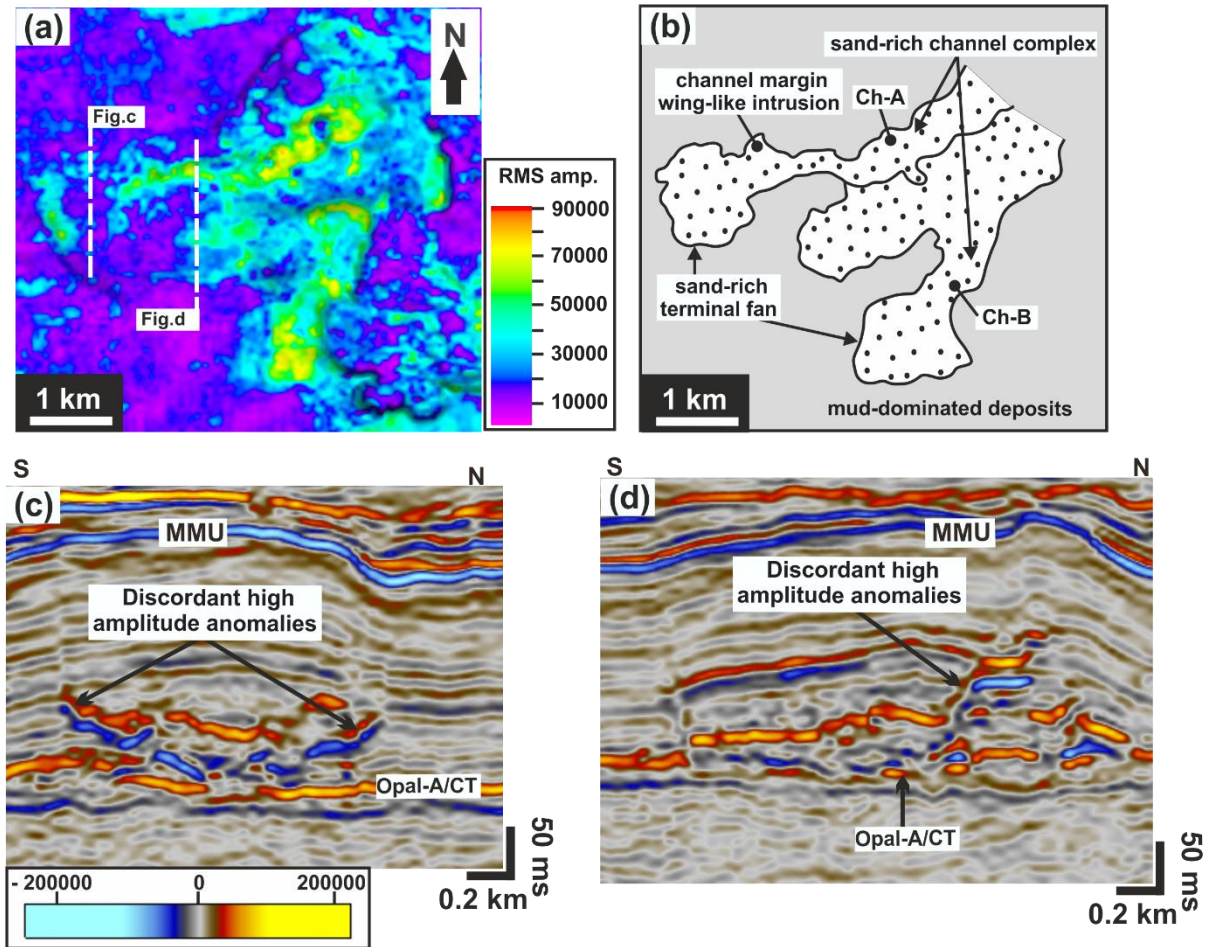 (a)
N
Fig.c
Fig.d
1 km
RMS amp.
90000
70000
50000
30000
10000
(b)
sand-rich channel complex
channel margin
wing-like intrusion
Ch-A
sand-rich
terminal fan
Ch-B
1 km
mud-dominated deposits
S
N
(c)
MMU
Discordant high
amplitude anomalies
Opal-A/CT
50 ms
0.2 km
- 200000
0
200000
S
N
(d)
MMU
Discordant high
amplitude anomalies
Opal-A/CT
50 ms
0.2 km